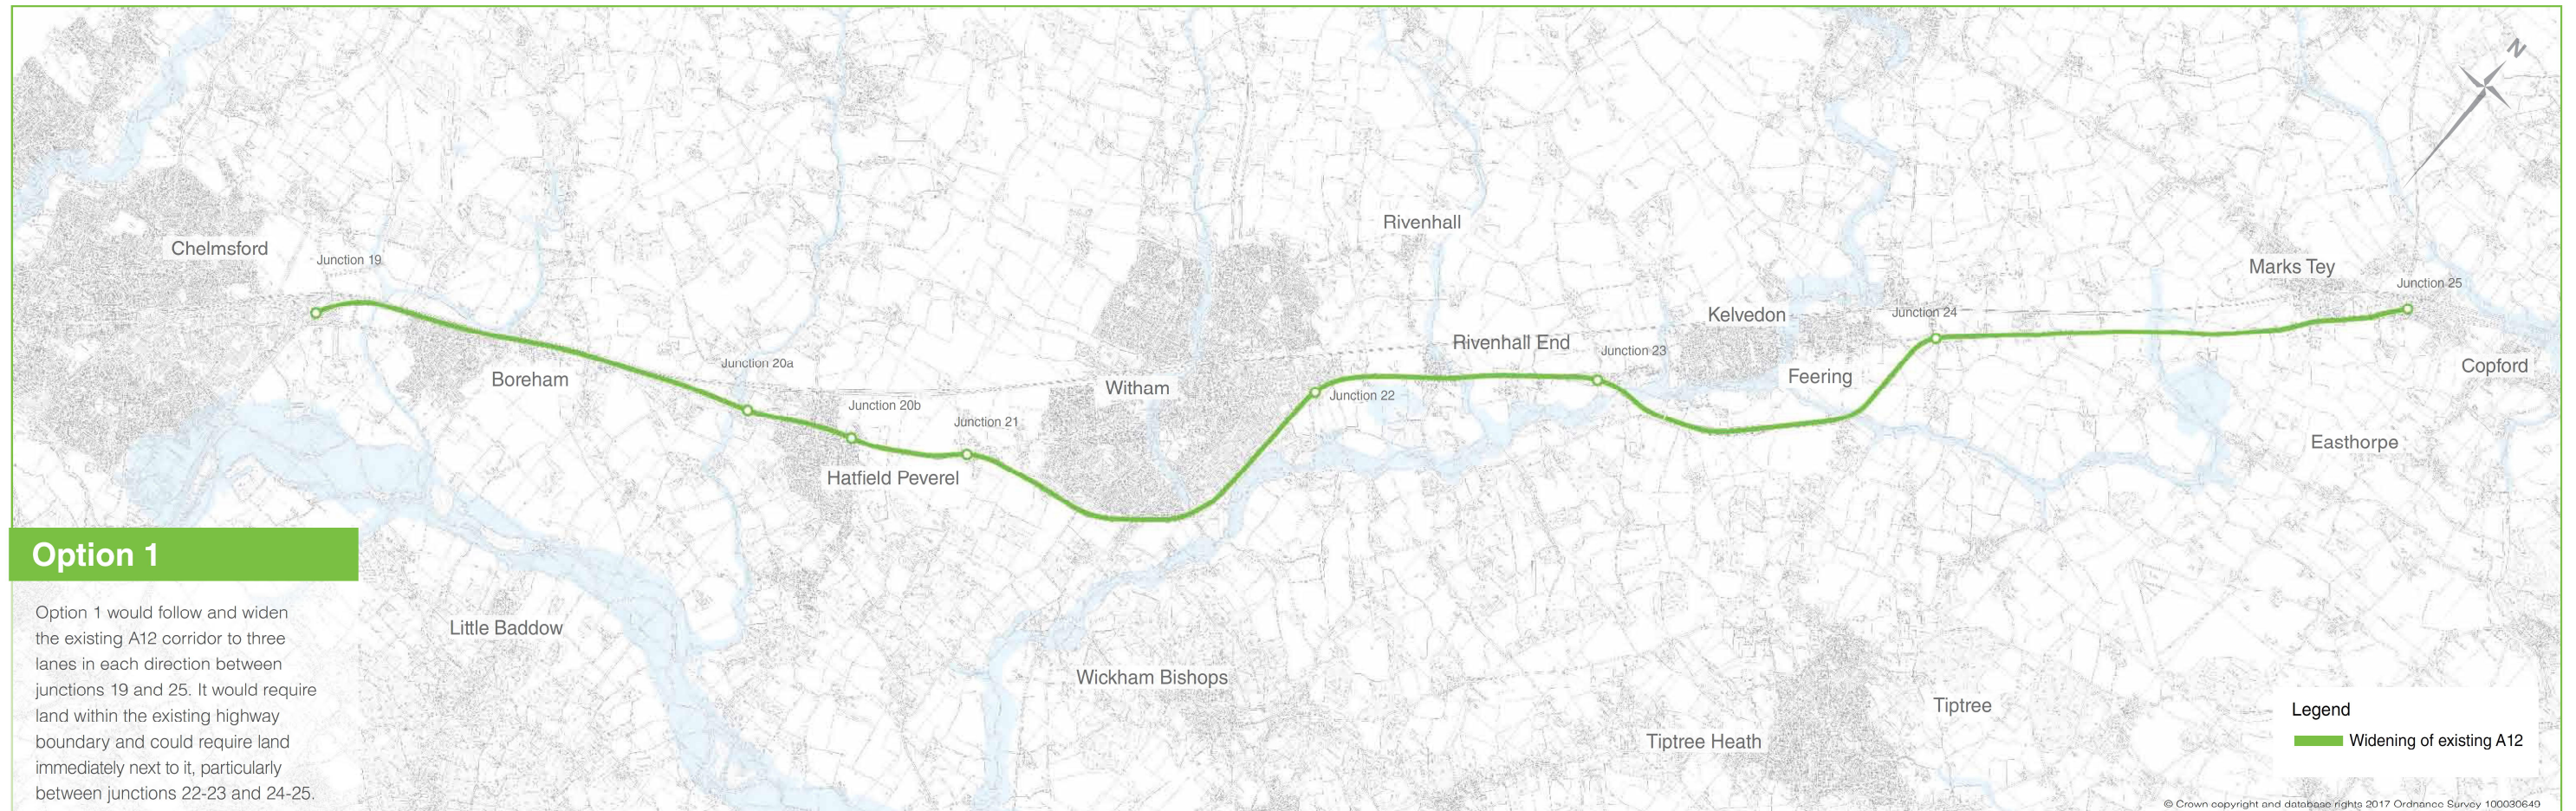 N
Rivenhall
Chelmsford
Junction 19
Marks Tey
Junction 25
Kelvedon
Junction 24
Rivenhall End
Junction 23
Junction 20a
Copford
Boreham
Witham
Feering
Junction 22
Junction 20b
Junction 21
Easthorpe
Hatfield Peverel
Option 1
Option 1 would follow and widen
the existing A12 corridor to three
lanes in each direction between
junctions 19 and 25. It would require
land within the existing highway
boundary and could require land
immediately next to it, particularly
between junctions 22-23 and 24-25.
Little Baddow
Wickham Bishops
Tiptree
Tiptree Heath
Legend
Widening of existing A12
© Crown copyright and database rights 2017 Ordnance Survey 100030649